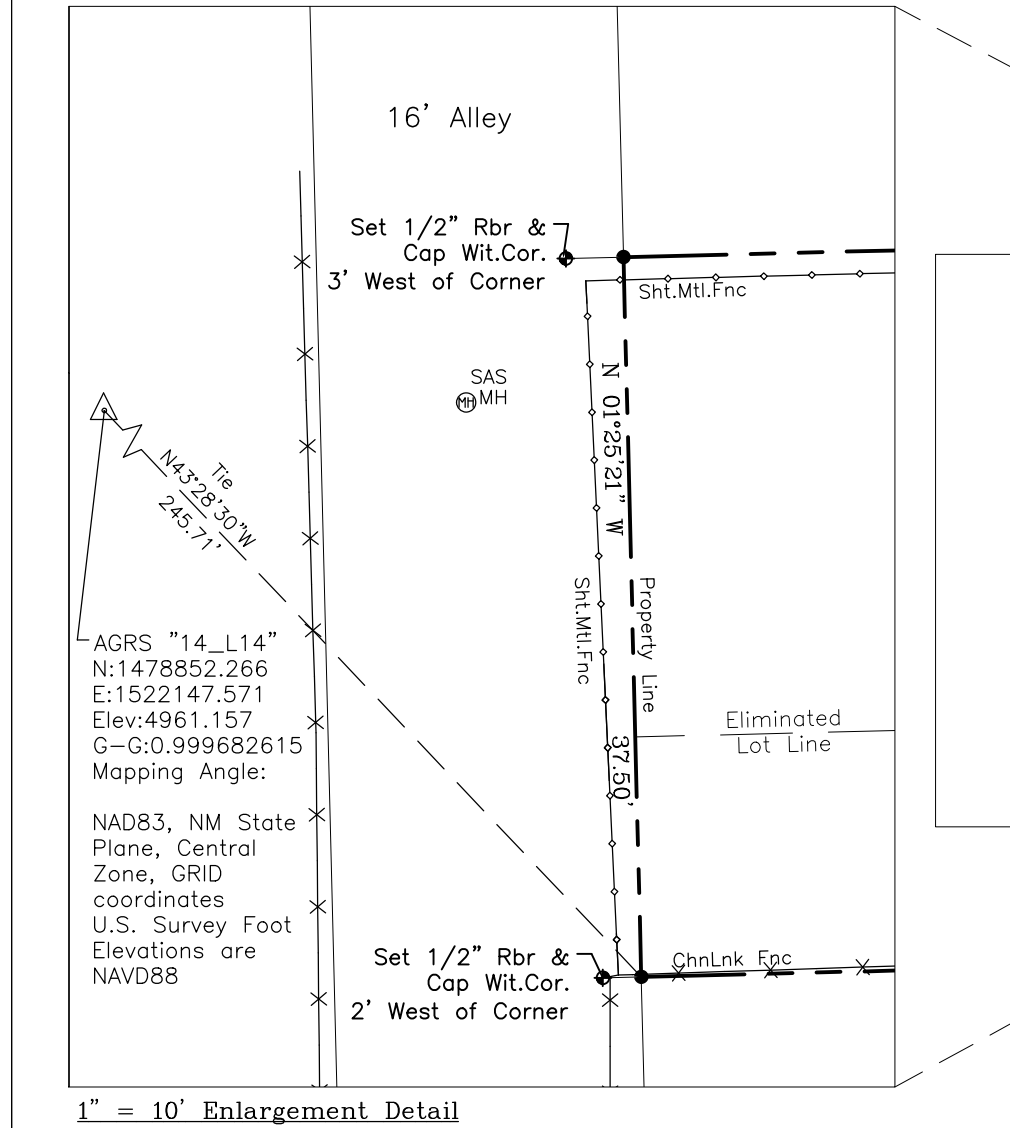 16' Alley
Set 1/2" Rbr &
Cap Wit.Cor.
3' West of Corner
Sht.Mtl.Fnc
SAS
MH
MH
N 01°25'21" W
37.50'
Tie
N43°28'30"W
245.71'
Sht.Mtl.Fnc
Property Line
AGRS "14_L14"
N:1478852.266
E:1522147.571
Elev:4961.157
G-G:0.999682615
Mapping Angle:
NAD83, NM State
Plane, Central
Zone, GRID
coordinates
U.S. Survey Foot
Elevations are
NAVD88
Eliminated
Lot Line
Set 1/2" Rbr &
Cap Wit.Cor.
2' West of Corner
ChnLnk Fnc
1" = 10' Enlargement Detail